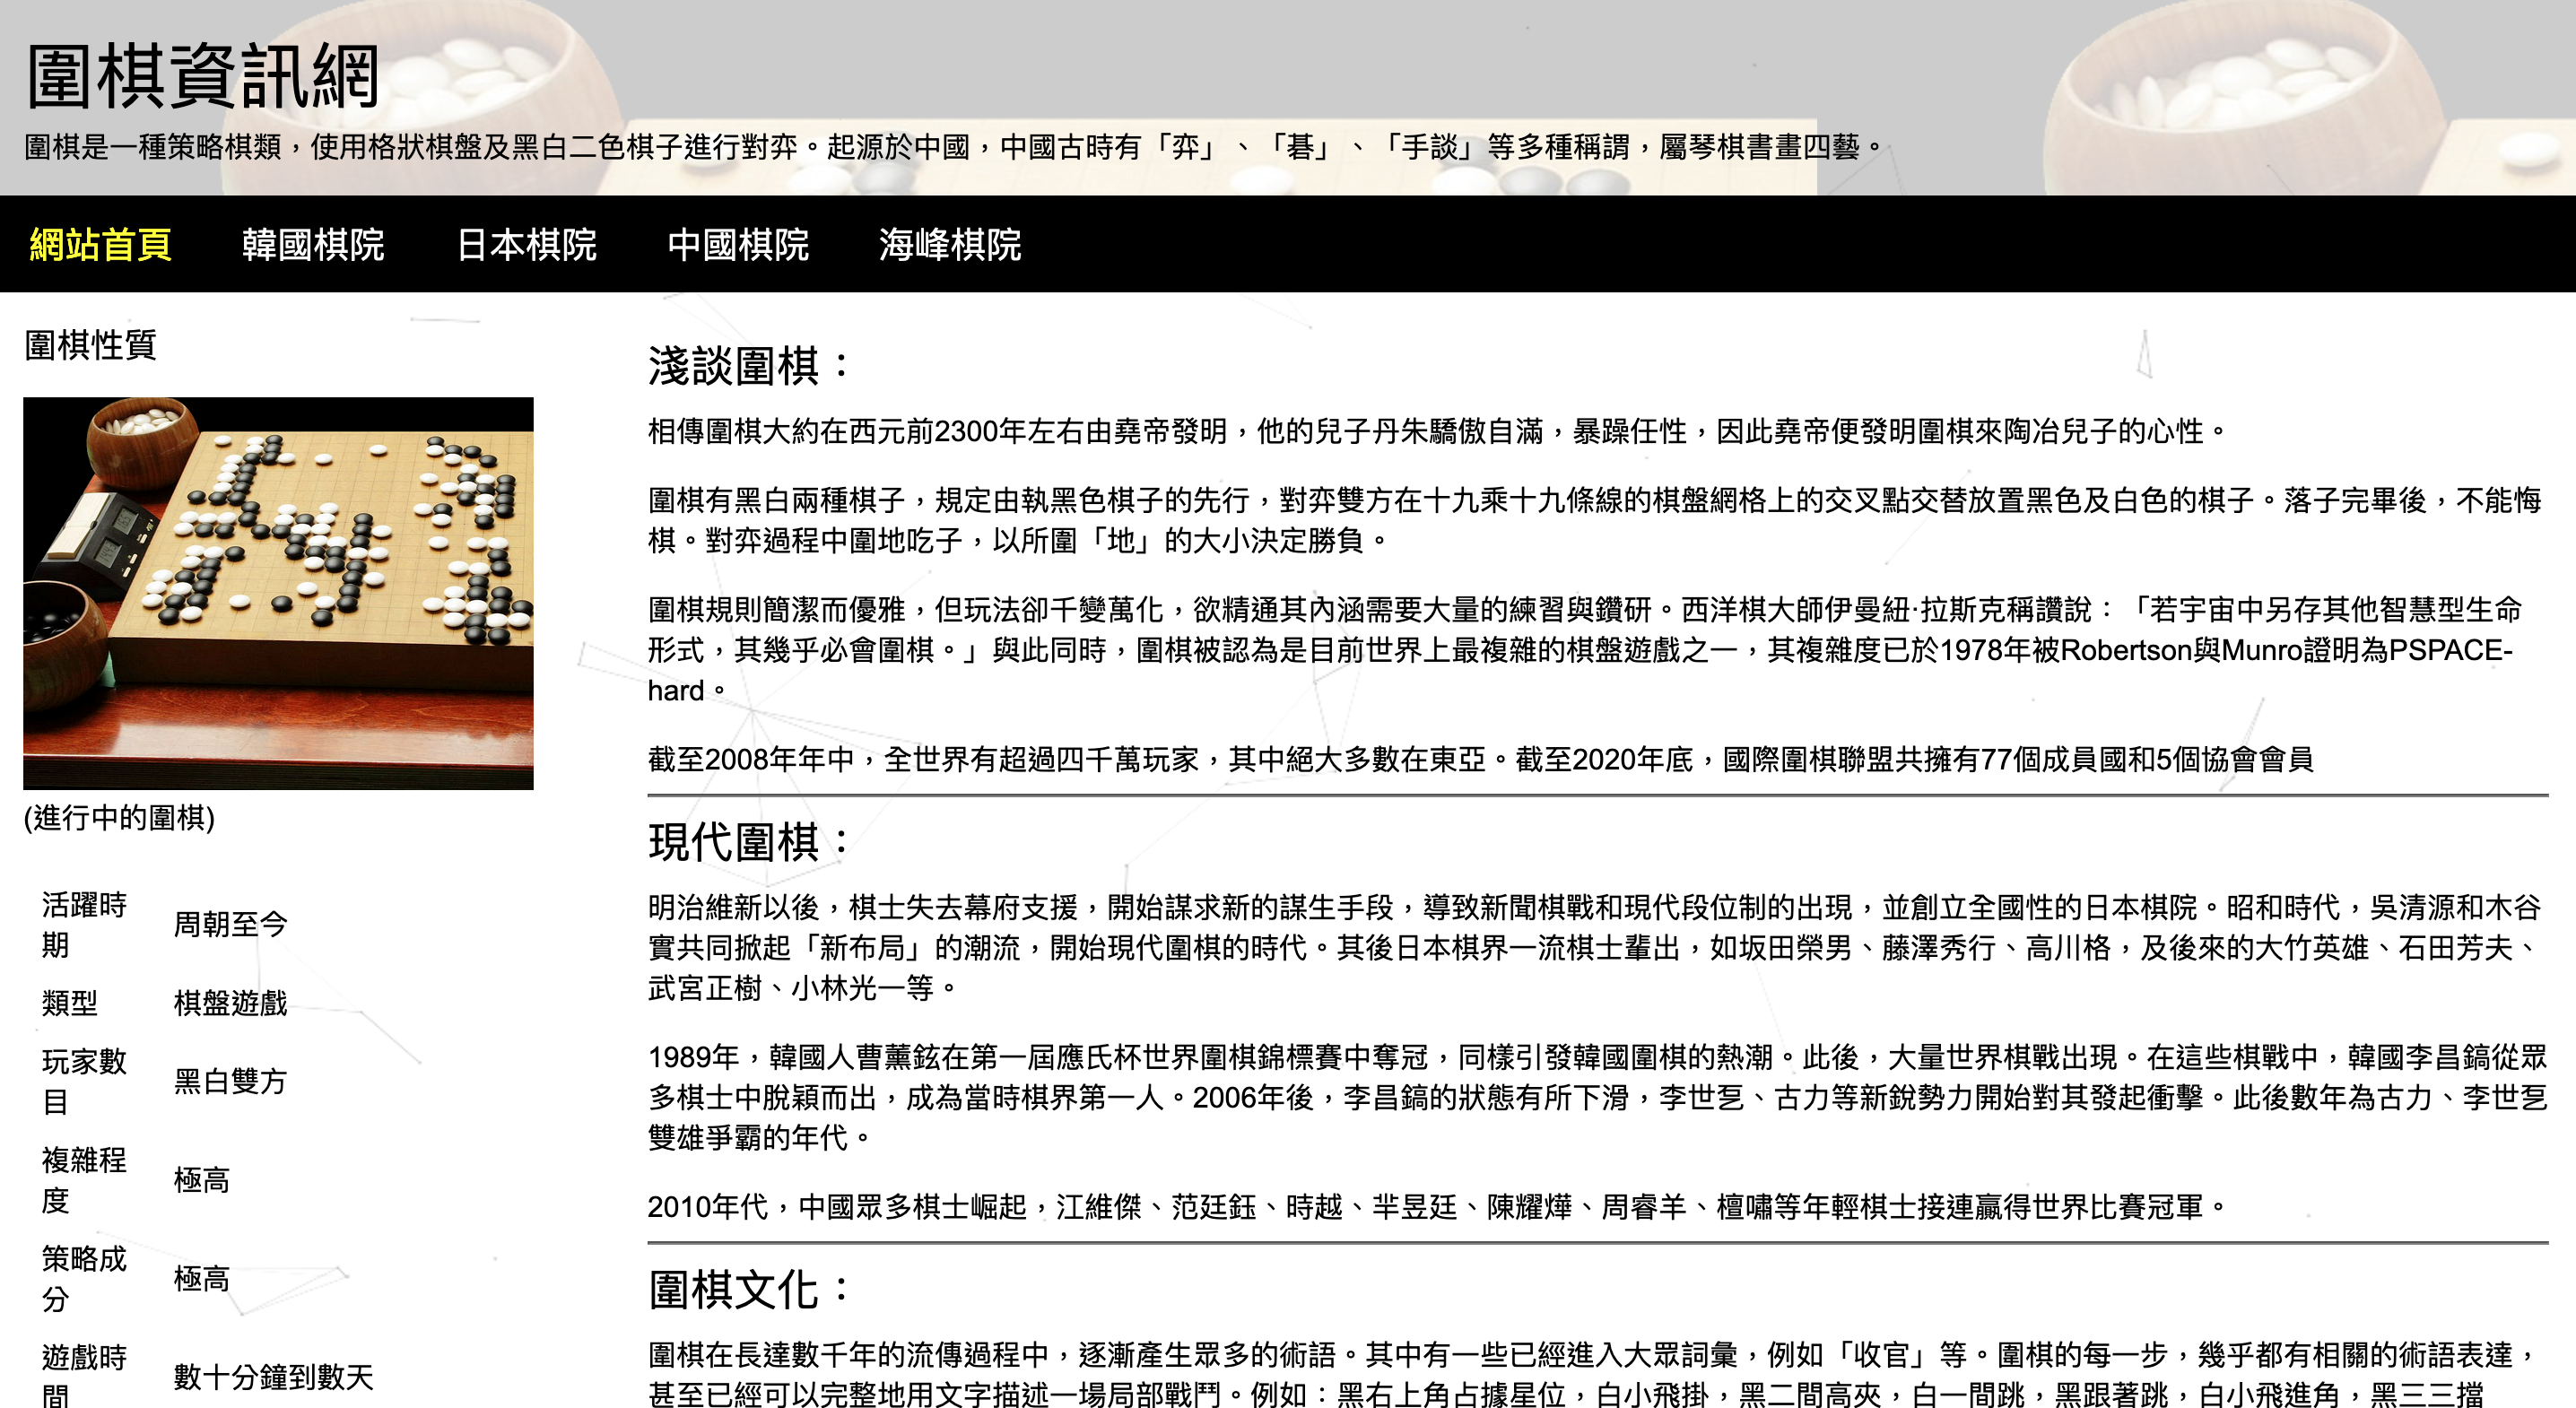 圍棋資訊網
圍棋是一種策略棋類，使用格狀棋盤及黑白二色棋子進行對弈。起源於中國，中國古時有「弈」、「碁」、「手談」等多種稱謂，屬琴棋書畫四藝。
網站首頁 韓國棋院 日本棋院 中國棋院 海峰棋院
圍棋性質
(進行中的圍棋)
活躍時
期
周朝至今
類型 棋盤遊戲
玩家數
目
黑白雙方
複雜程
度
極高
策略成
分
極高
遊戲時
間
數十分鐘到數天
淺談圍棋：
相傳圍棋大約在西元前2300年左右由堯帝發明，他的兒子丹朱驕傲自滿，暴躁任性，因此堯帝便發明圍棋來陶冶兒子的心性。
圍棋有黑白兩種棋子，規定由執黑色棋子的先行，對弈雙方在十九乘十九條線的棋盤網格上的交叉點交替放置黑色及白色的棋子。落子完畢後，不能悔
棋。對弈過程中圍地吃子，以所圍「地」的大小決定勝負。
圍棋規則簡潔而優雅，但玩法卻千變萬化，欲精通其內涵需要大量的練習與鑽研。西洋棋大師伊曼紐·拉斯克稱讚說：「若宇宙中另存其他智慧型生命
形式，其幾乎必會圍棋。」與此同時，圍棋被認為是目前世界上最複雜的棋盤遊戲之一，其複雜度已於1978年被Robertson與Munro證明為PSPACE-
hard。
截至2008年年中，全世界有超過四千萬玩家，其中絕大多數在東亞。截至2020年底，國際圍棋聯盟共擁有77個成員國和5個協會會員
現代圍棋：
明治維新以後，棋士失去幕府支援，開始謀求新的謀生手段，導致新聞棋戰和現代段位制的出現，並創立全國性的日本棋院。昭和時代，吳清源和木谷
實共同掀起「新布局」的潮流，開始現代圍棋的時代。其後日本棋界一流棋士輩出，如坂田榮男、藤澤秀行、高川格，及後來的大竹英雄、石田芳夫、
武宮正樹、小林光一等。
1989年，韓國人曹薰鉉在第一屆應氏杯世界圍棋錦標賽中奪冠，同樣引發韓國圍棋的熱潮。此後，大量世界棋戰出現。在這些棋戰中，韓國李昌鎬從眾
多棋士中脫穎而出，成為當時棋界第一人。2006年後，李昌鎬的狀態有所下滑，李世乭、古力等新銳勢力開始對其發起衝擊。此後數年為古力、李世乭
雙雄爭霸的年代。
2010年代，中國眾多棋士崛起，江維傑、范廷鈺、時越、羋昱廷、陳耀燁、周睿羊、檀嘯等年輕棋士接連贏得世界比賽冠軍。
圍棋文化：
圍棋在長達數千年的流傳過程中，逐漸產生眾多的術語。其中有一些已經進入大眾詞彙，例如「收官」等。圍棋的每一步，幾乎都有相關的術語表達，
甚至已經可以完整地用文字描述一場局部戰鬥。例如：黑右上角占據星位，白小飛掛，黑二間高夾，白一間跳，黑跟著跳，白小飛進角，黑三三擋